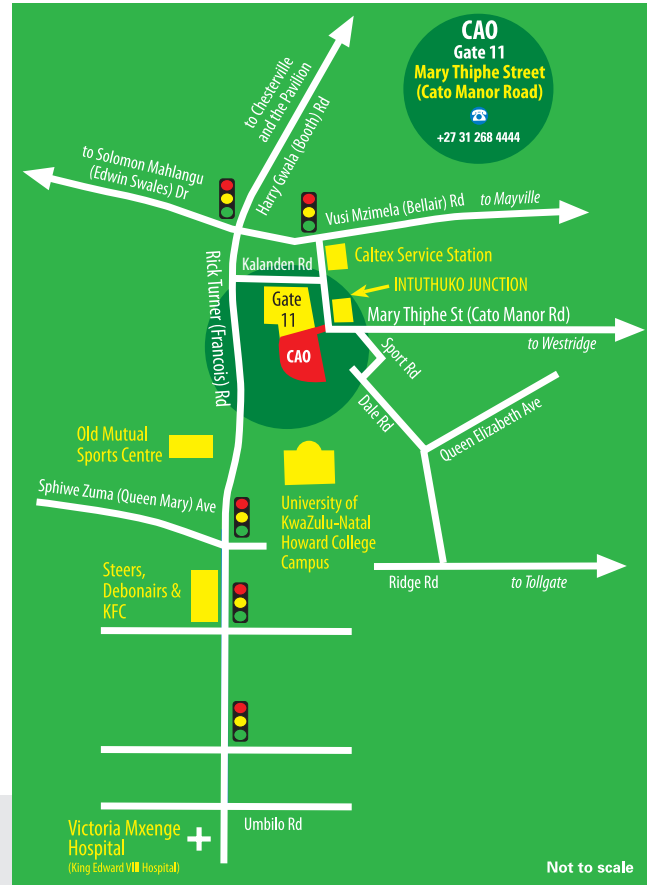 CAO
Gate 11
Mary Thiphe Street
(Cato Manor Road)
☎
+27 31 268 4444
to Chesterville
and the Pavilion
Harry Gwala (Booth) Rd
to Solomon Mahlangu
(Edwin Swales) Dr
Vusi Mzimela (Bellair) Rd
to Mayville
Caltex Service Station
Kalanden Rd
INTUTHUKO JUNCTION
Gate
11
Mary Thiphe St (Cato Manor Rd)
to Westridge
CAO
Rick Turner (Francois) Rd
Sport Rd
Dale Rd
Queen Elizabeth Ave
Old Mutual
Sports Centre
Sphiwe Zuma (Queen Mary) Ave
University of
KwaZulu-Natal
Howard College
Campus
Steers,
Debonairs &
KFC
Ridge Rd
to Tollgate
Umbilo Rd
Victoria Mxenge
Hospital
(King Edward VIII Hospital)
Not to scale